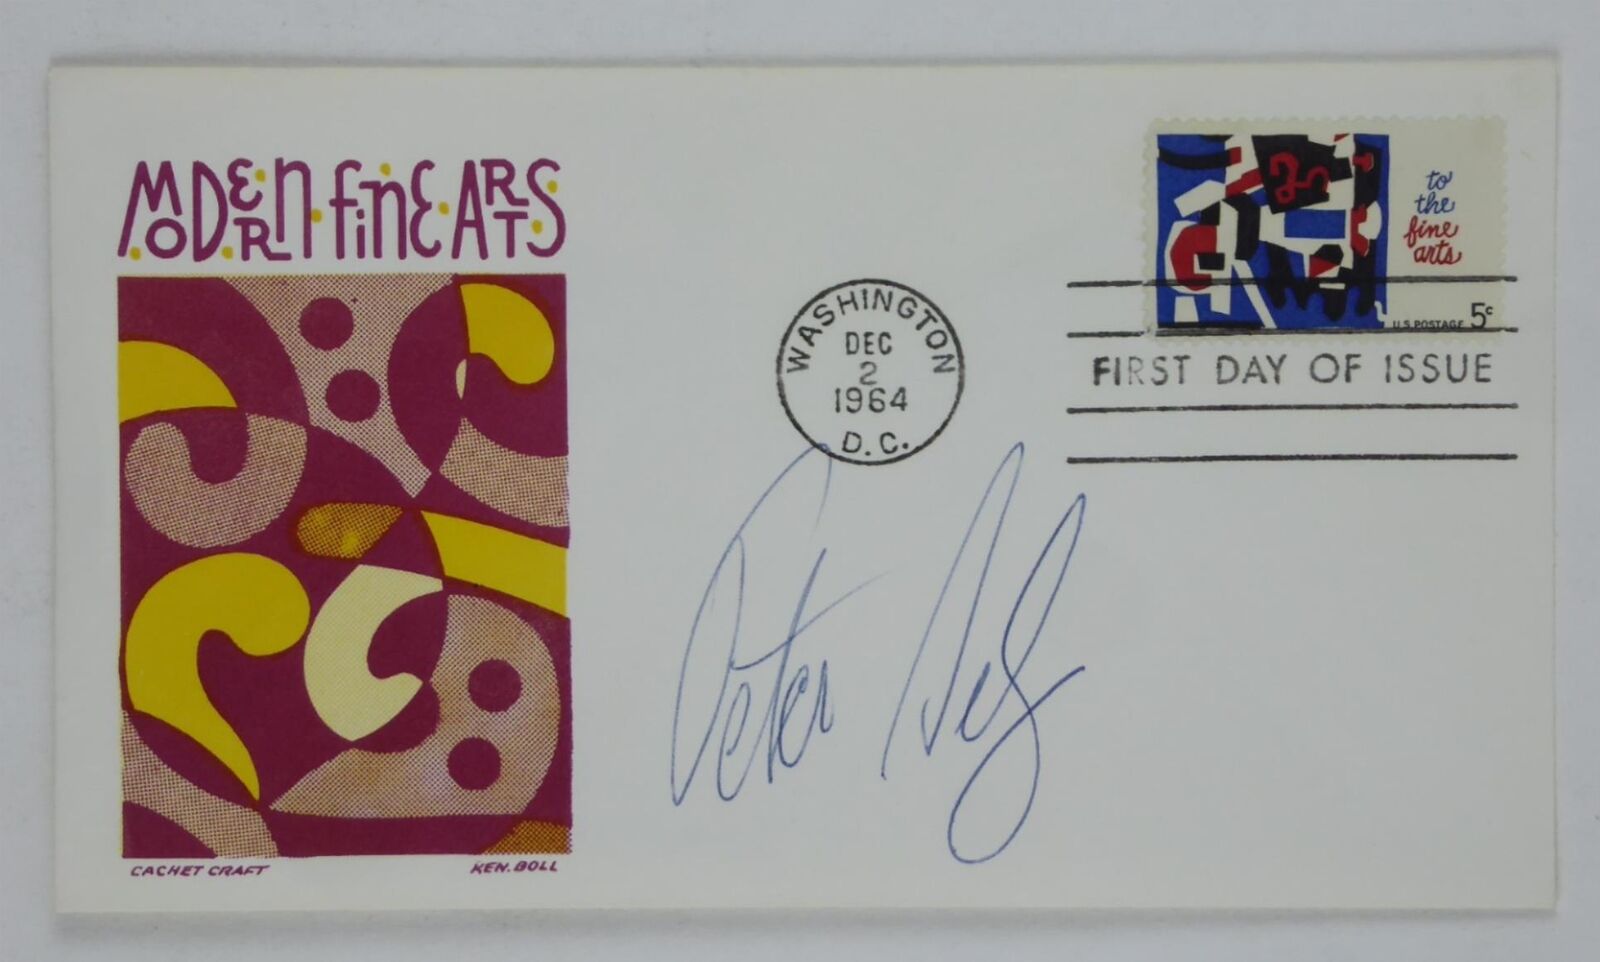 MODERN FINE ARTS
to
the
fine
arts
U.S. POSTAGE 5c
WASHINGTON
DEC
2
1964
D.C.
FIRST DAY OF ISSUE
Peter
CACHET CRAFT KEN. BOLL